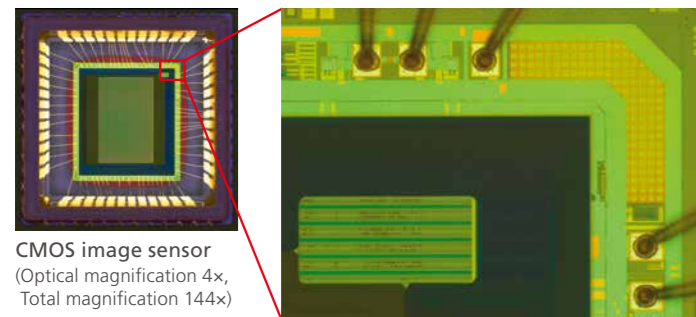 CMOS image sensor
(Optical magnification 4×,
Total magnification 144×)